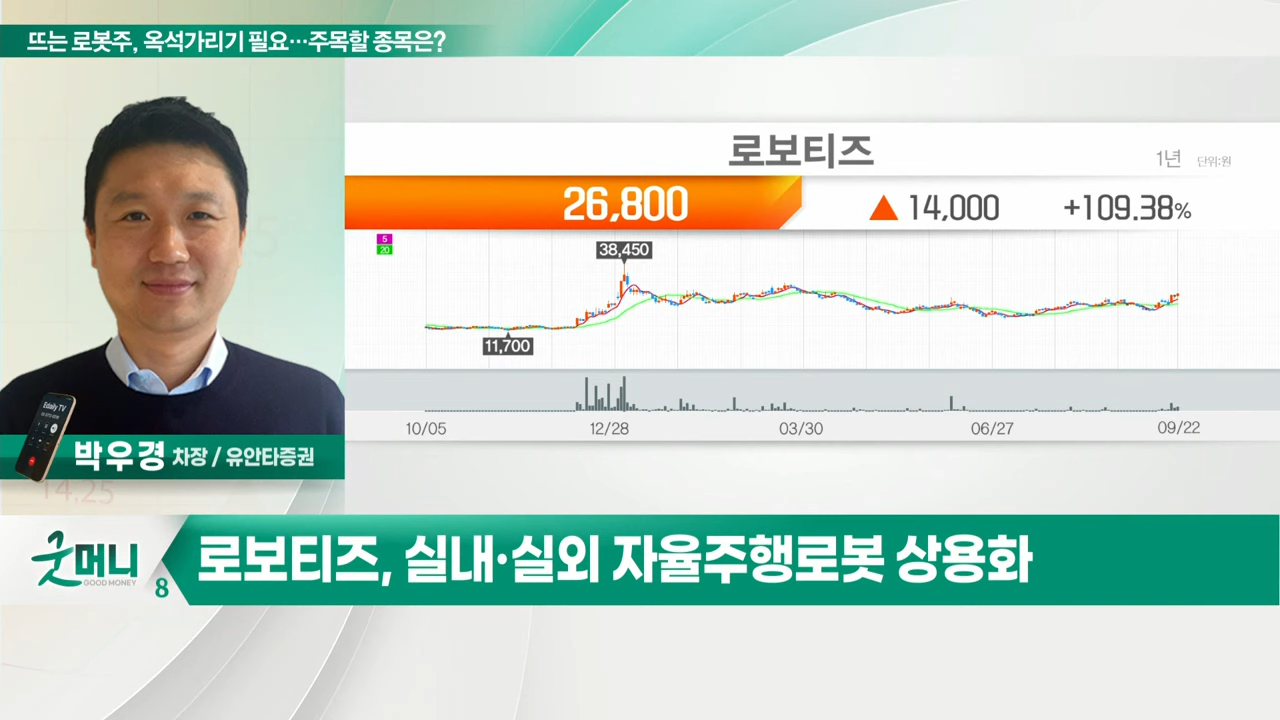 뜨는 로봇주, 옥석가리기 필요…주목할 종목은?
로보티즈
1년 단위:원
26,800 ▲ 14,000 +109.38%
5
20
38,450
11,700
10/05 12/28 03/30 06/27 09/22
Edaily TV
박우경 차장 / 유안타증권
14.25
굿머니
GOOD MONEY
8
로보티즈, 실내·실외 자율주행로봇 상용화